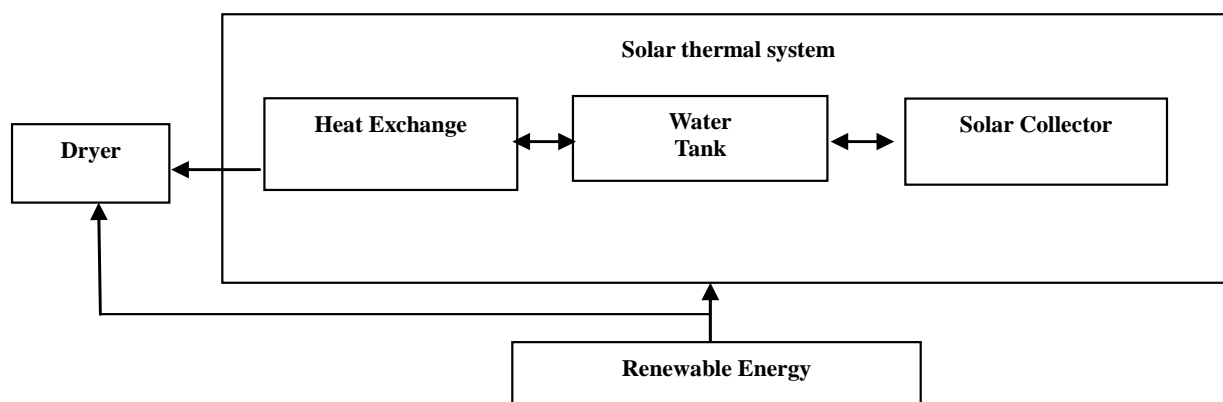 Solar thermal system
Heat Exchange
Water
Tank
Solar Collector
Dryer
Renewable Energy